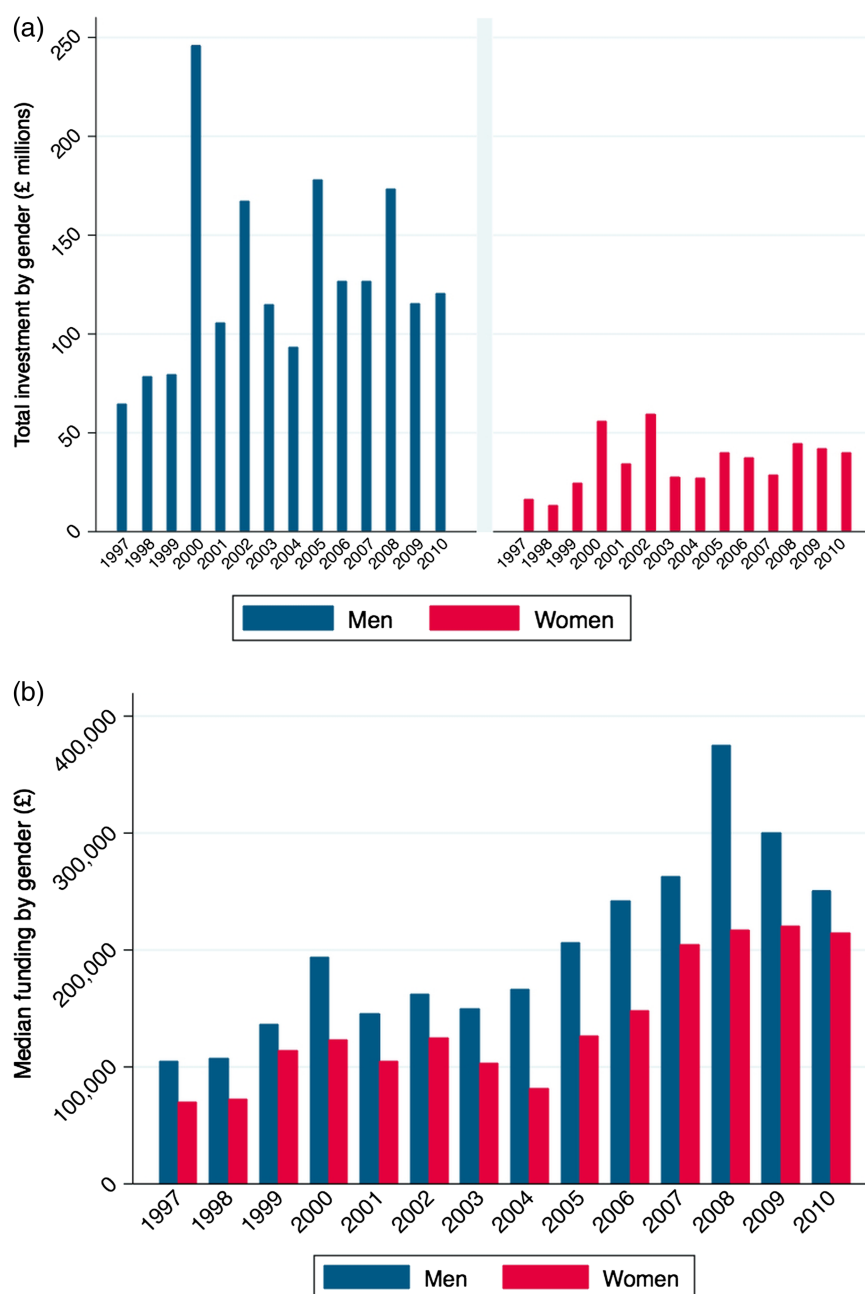 (a)
Total investment by gender (£ millions)
250
200
150
100
50
0
1997 1998 1999 2000 2001 2002 2003 2004 2005 2006 2007 2008 2009 2010
1997 1998 1999 2000 2001 2002 2003 2004 2005 2006 2007 2008 2009 2010
Men Women
(b)
Median funding by gender (£)
400,000
300,000
200,000
100,000
0
1997 1998 1999 2000 2001 2002 2003 2004 2005 2006 2007 2008 2009 2010
Men Women